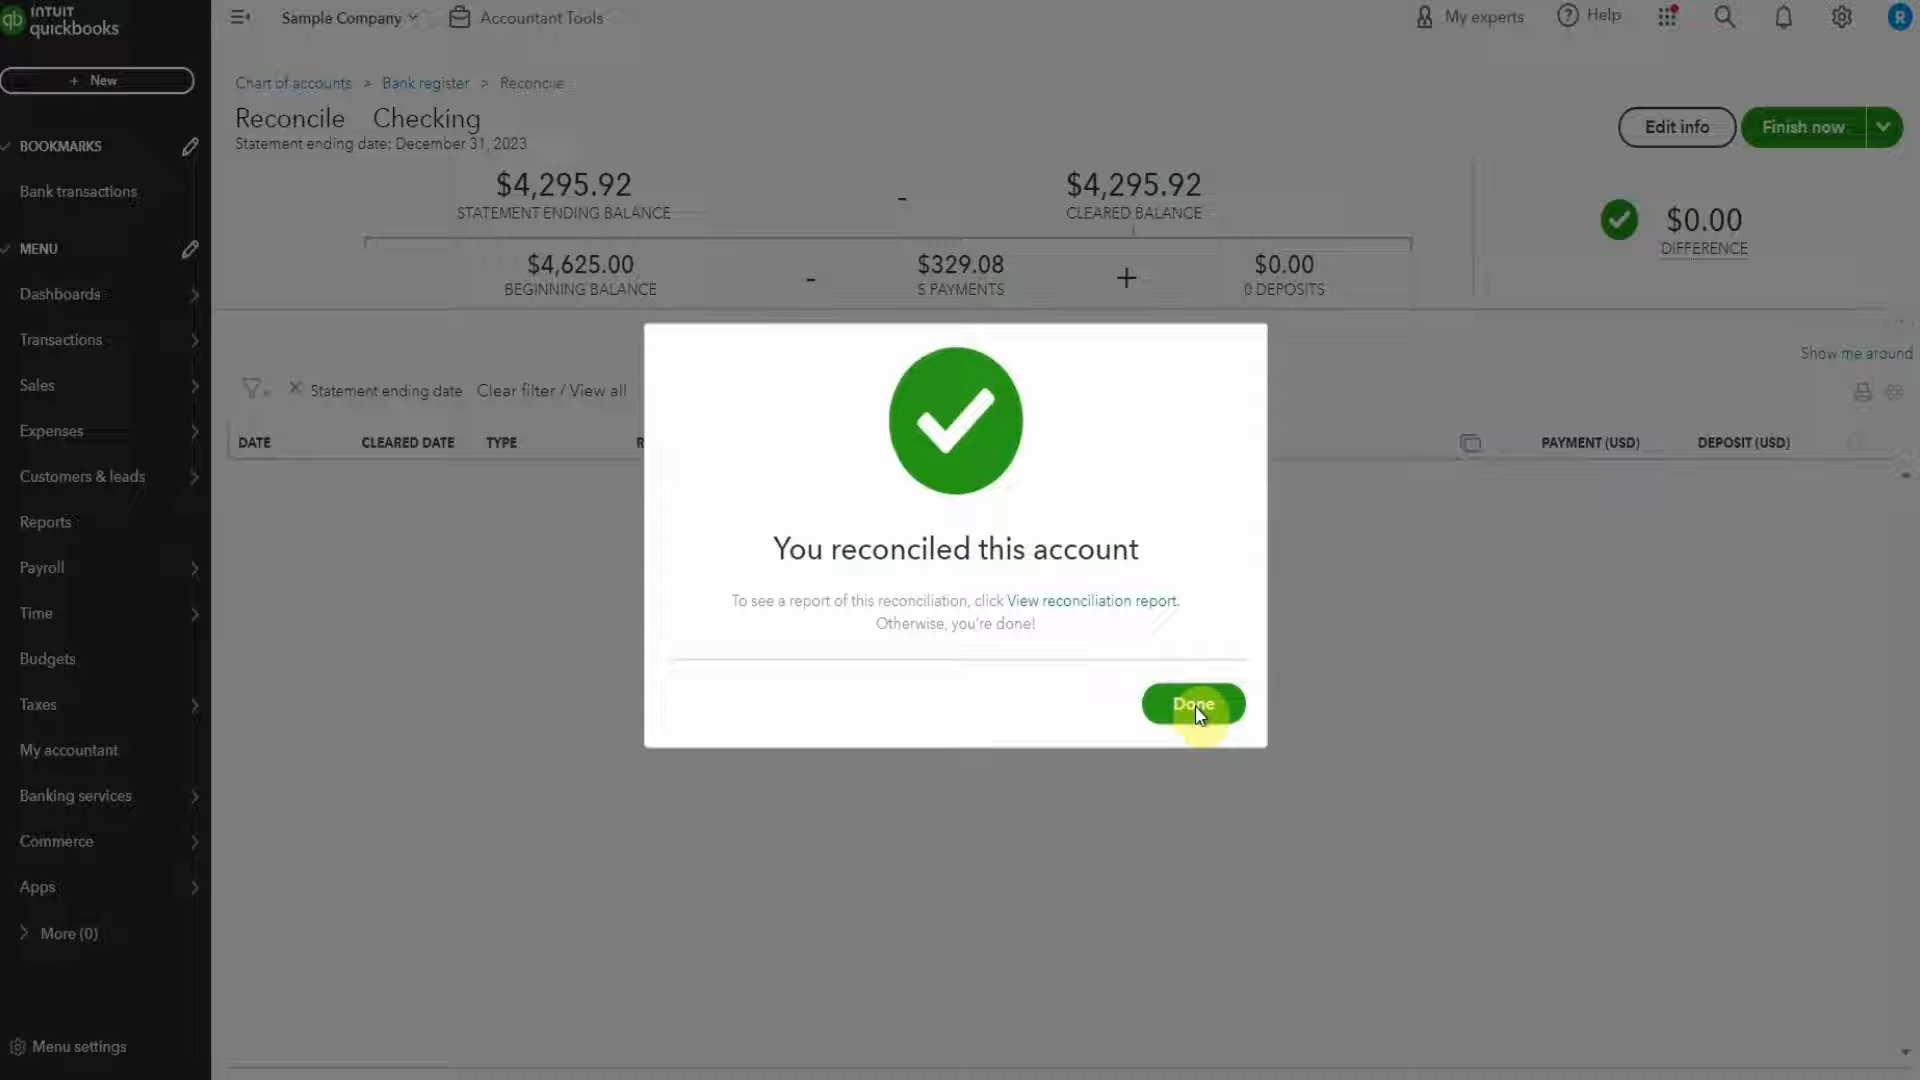 INTUIT
quickbooks
Sample Company
Accountant Tools
My experts
Help
R
+ New
Chart of accounts > Bank register > Reconcile
Reconcile Checking
Statement ending date: December 31, 2023
Edit info
Finish now
BOOKMARKS
Bank transactions
MENU
Dashboards
Transactions
Sales
Expenses
Customers & leads
Reports
Payroll
Time
Budgets
Taxes
My accountant
Banking services
Commerce
Apps
More (0)
Menu settings
$4,295.92
STATEMENT ENDING BALANCE
-
$4,295.92
CLEARED BALANCE
$0.00
DIFFERENCE
$4,625.00
BEGINNING BALANCE
-
$329.08
5 PAYMENTS
+
$0.00
0 DEPOSITS
Show me around
Statement ending date Clear filter / View all
DATE CLEARED DATE TYPE R PAYMENT (USD) DEPOSIT (USD)
You reconciled this account
To see a report of this reconciliation, click View reconciliation report.
Otherwise, you're done!
Done